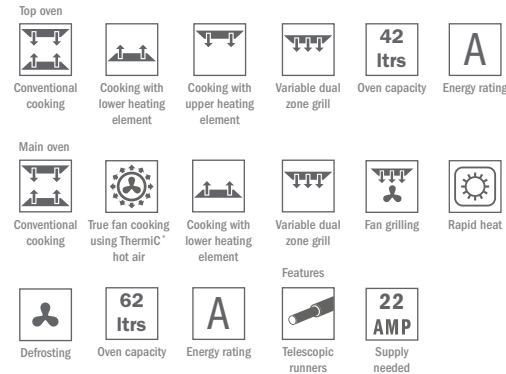 Top oven
42
ltrs
A
Conventional cooking
Cooking with lower heating element
Cooking with upper heating element
Variable dual zone grill
Oven capacity
Energy rating
Main oven
Conventional cooking
True fan cooking using ThermiC° hot air
Cooking with lower heating element
Variable dual zone grill
Fan grilling
Rapid heat
Features
62
ltrs
A
22
AMP
Defrosting
Oven capacity
Energy rating
Telescopic runners
Supply needed